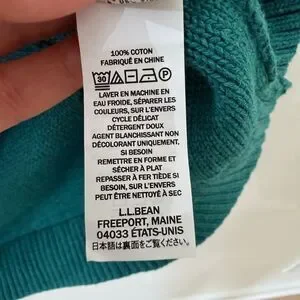 100% COTON
FABRIQUÉ EN CHINE
30
P
LAVER EN MACHINE EN
EAU FROIDE, SÉPARER LES
COULEURS, SUR L'ENVERS
CYCLE DÉLICAT
DÉTERGENT DOUX
AGENT BLANCHISSANT NON
DÉCOLORANT UNIQUEMENT,
SI BESOIN
REMETTRE EN FORME ET
SÉCHER À PLAT
REPASSER À FER TIÈDE SI
BESOIN, SUR L'ENVERS
PEUT ÊTRE NETTOYÉ À SEC
L.L.BEAN
FREEPORT, MAINE
04033 ÉTATS-UNIS
日本語は裏面をご覧ください。